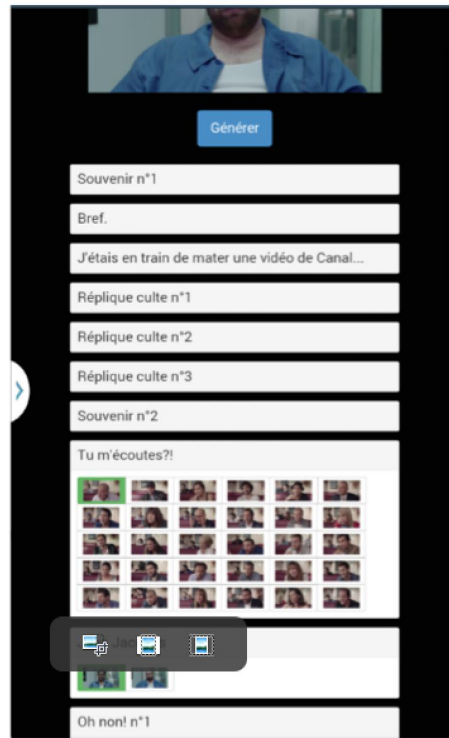 Générer
Souvenir n°1
Bref.
J'étais en train de mater une vidéo de Canal...
Réplique culte n°1
Réplique culte n°2
Réplique culte n°3
Souvenir n°2
Tu m'écoutes?!
Oh non! n°1